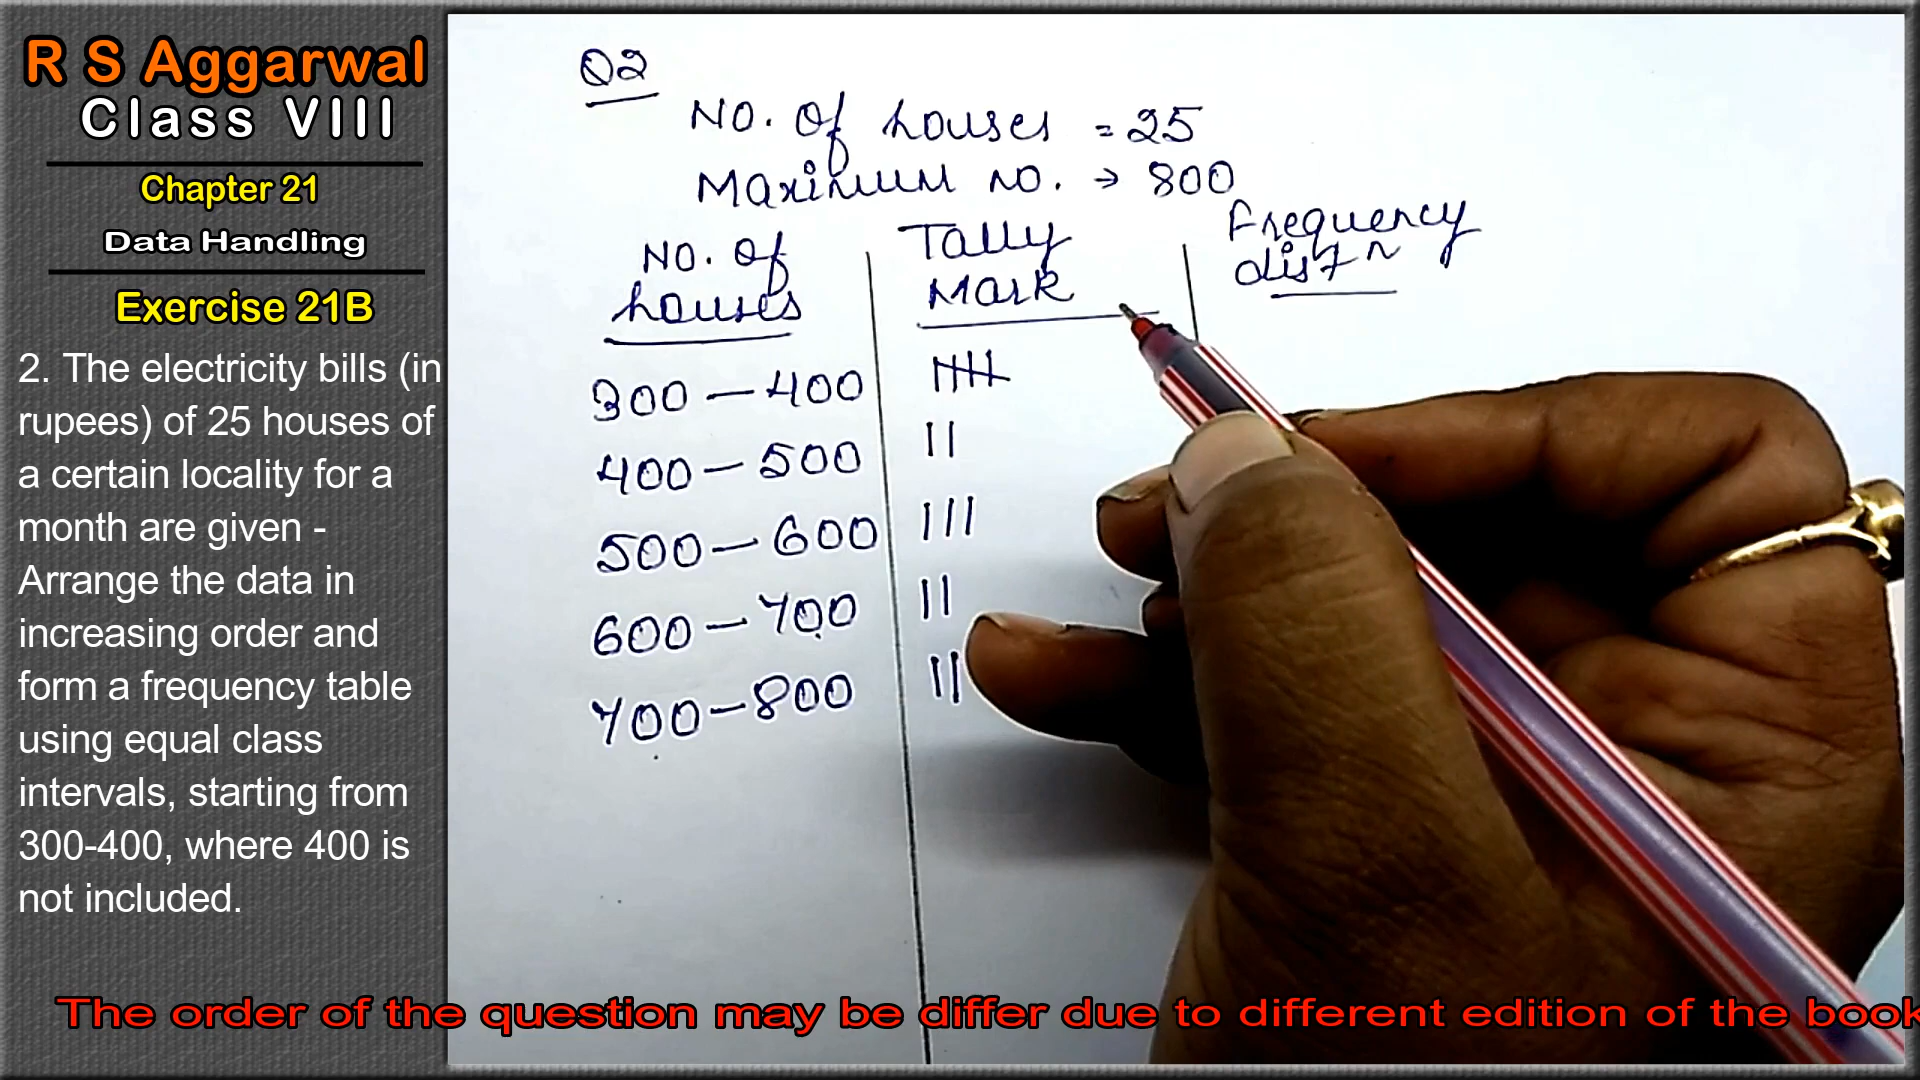 R S Aggarwal
Class VIII
Chapter 21
Data Handling
Exercise 21B
2. The electricity bills (in
rupees) of 25 houses of
a certain locality for a
month are given -
Arrange the data in
increasing order and
form a frequency table
using equal class
intervals, starting from
300-400, where 400 is
not included.
Q2
No. of houses = 25
Maximum no. → 800
No. of houses
Tally Mark
Frequency distn
300 — 400 卌
400 — 500 ||
500 — 600 |||
600 — 700 ||
700 — 800 ||
The order of the question may be differ due to different edition of the book